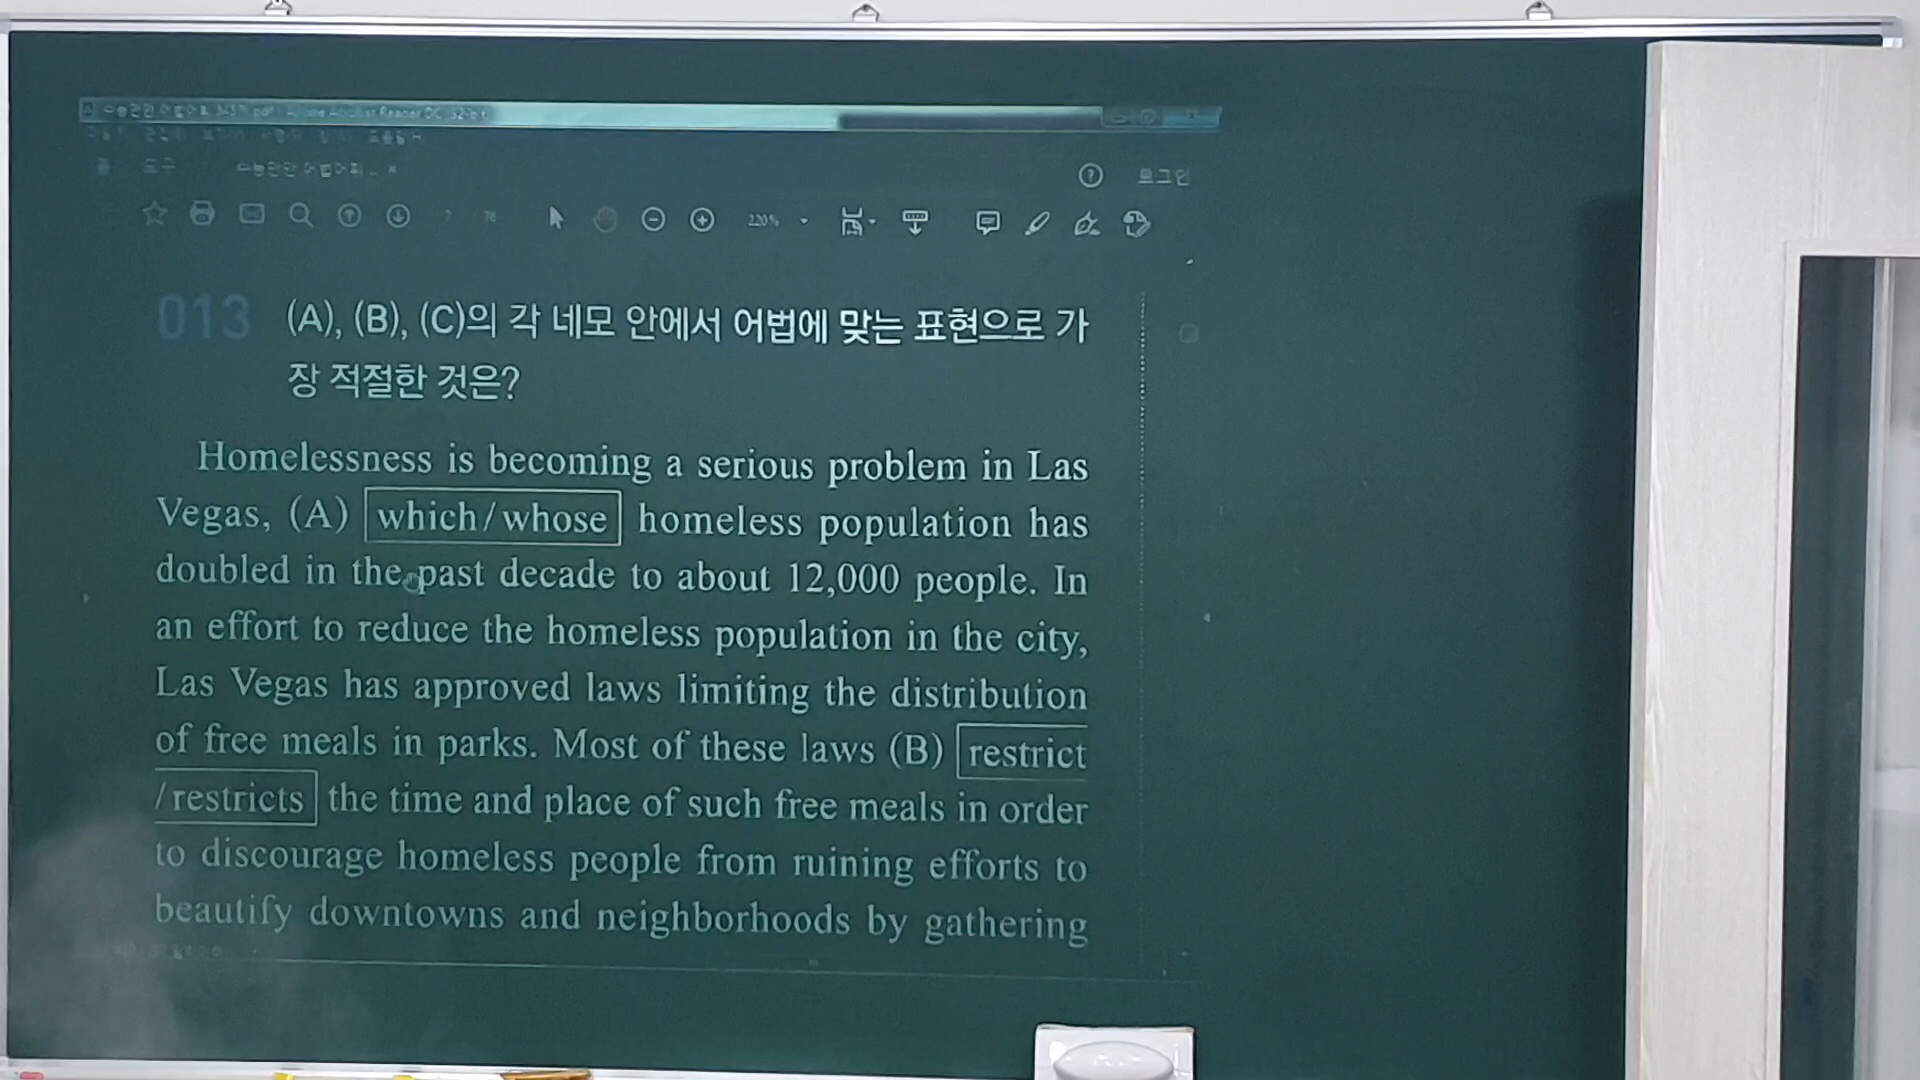 로그인
220%
013 (A), (B), (C)의 각 네모 안에서 어법에 맞는 표현으로 가
장 적절한 것은?
Homelessness is becoming a serious problem in Las
Vegas, (A) which/whose homeless population has
doubled in the past decade to about 12,000 people. In
an effort to reduce the homeless population in the city,
Las Vegas has approved laws limiting the distribution
of free meals in parks. Most of these laws (B) restrict
/restricts the time and place of such free meals in order
to discourage homeless people from ruining efforts to
beautify downtowns and neighborhoods by gathering